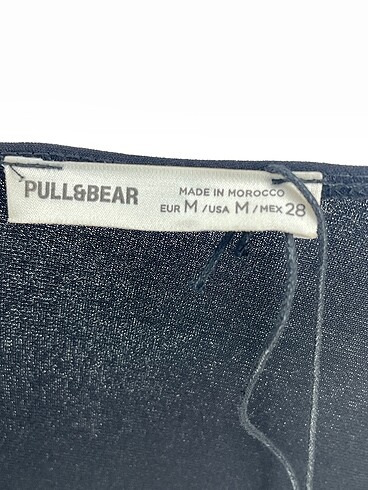 PULL&BEAR
MADE IN MOROCCO
EUR M / USA M / MEX 28